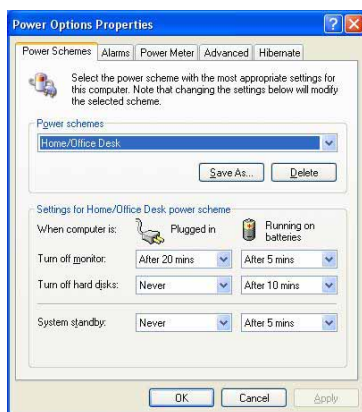 Power Options Properties
Power Schemes Alarms Power Meter Advanced Hibernate
Select the power scheme with the most appropriate settings for
this computer. Note that changing the settings below will modify
the selected scheme.
Power schemes
Home/Office Desk
Save As... Delete
Settings for Home/Office Desk power scheme
When computer is: Plugged in Running on
batteries
Turn off monitor: After 20 mins After 5 mins
Turn off hard disks: Never After 10 mins
System standby: Never After 5 mins
OK Cancel Apply